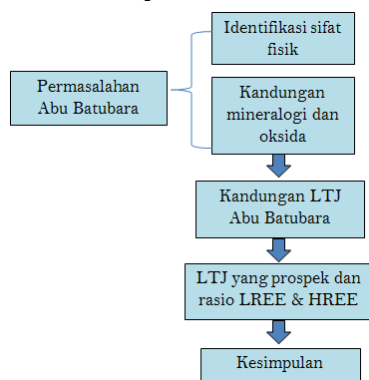 Identifikasi sifat
fisik
Permasalahan
Abu Batubara
Kandungan
mineralogi dan
oksida
Kandungan LTJ
Abu Batubara
LTJ yang prospek dan
rasio LREE & HREE
Kesimpulan